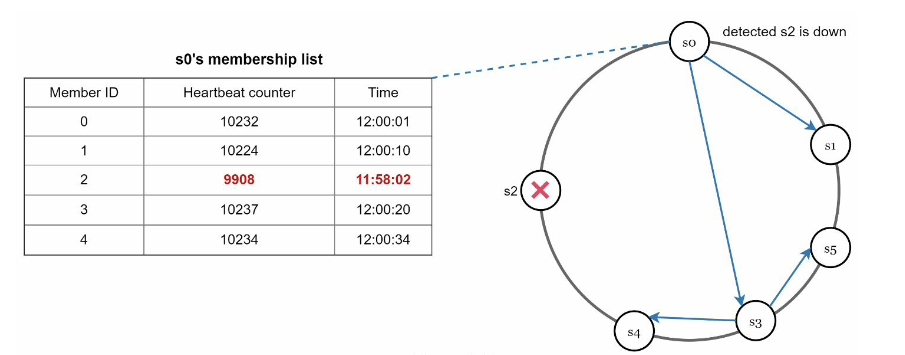 s0's membership list
Member ID Heartbeat counter Time
0 10232 12:00:01
1 10224 12:00:10
2 9908 11:58:02
3 10237 12:00:20
4 10234 12:00:34
s0 detected s2 is down
s1
s2
s5
s3
s4